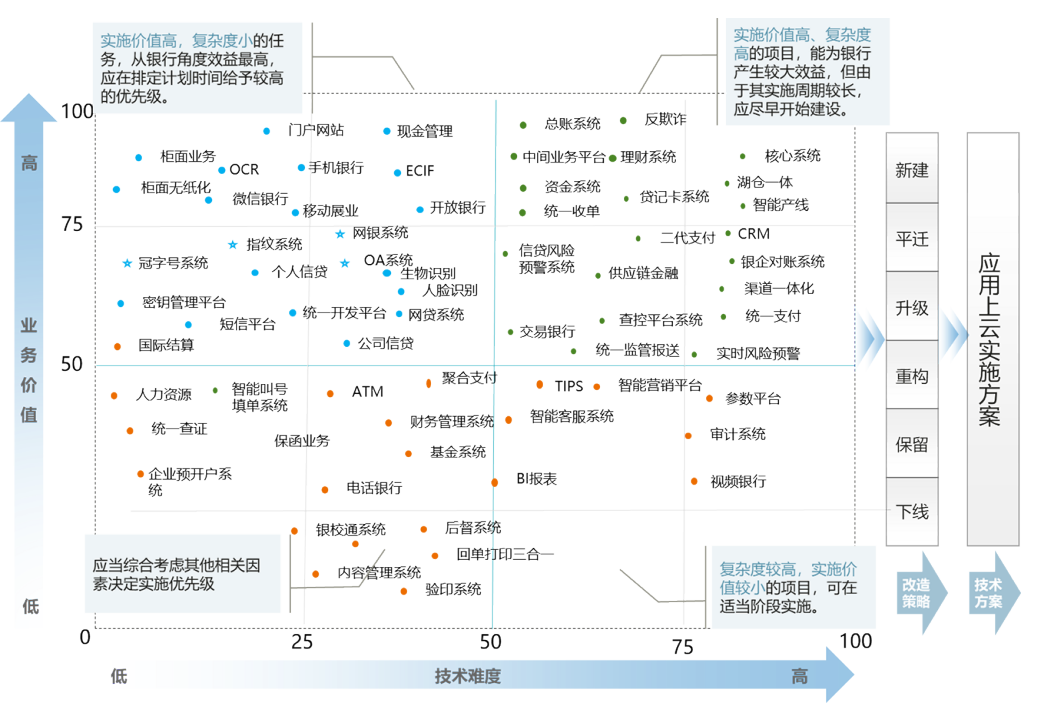 实施价值高，复杂度小的任
务，从银行角度效益最高，
应在排定计划时间给予较高
的优先级。
实施价值高、复杂度
高的项目，能为银行
产生较大效益，但由
于其实施周期较长，
应尽早开始建设。
100
高
75
业
务
价
值
50
低
0
门户网站
现金管理
总账系统
反欺诈
柜面业务
OCR
手机银行
ECIF
中间业务平台
理财系统
核心系统
柜面无纸化
微信银行
移动展业
开放银行
资金系统
统一收单
贷记卡系统
湖仓一体
智能产线
指纹系统
网银系统
二代支付
CRM
冠字号系统
个人信贷
OA系统
生物识别
人脸识别
信贷风险
预警系统
供应链金融
银企对账系统
渠道一体化
密钥管理平台
短信平台
统一开发平台
网贷系统
交易银行
查控平台系统
统一支付
国际结算
公司信贷
统一监管报送
实时风险预警
人力资源
智能叫号
填单系统
ATM
聚合支付
TIPS
智能营销平台
参数平台
统一查证
保函业务
财务管理系统
智能客服系统
审计系统
基金系统
企业预开户系
统
电话银行
BI报表
视频银行
银校通系统
后督系统
回单打印三合一
内容管理系统
验印系统
应当综合考虑其他相关因
素决定实施优先级
复杂度较高，实施价
值较小的项目，可在
适当阶段实施。
25
50
75
100
低
技术难度
高
新建
平迁
升级
重构
保留
下线
改造
策略
应用上云实施方案
技术
方案